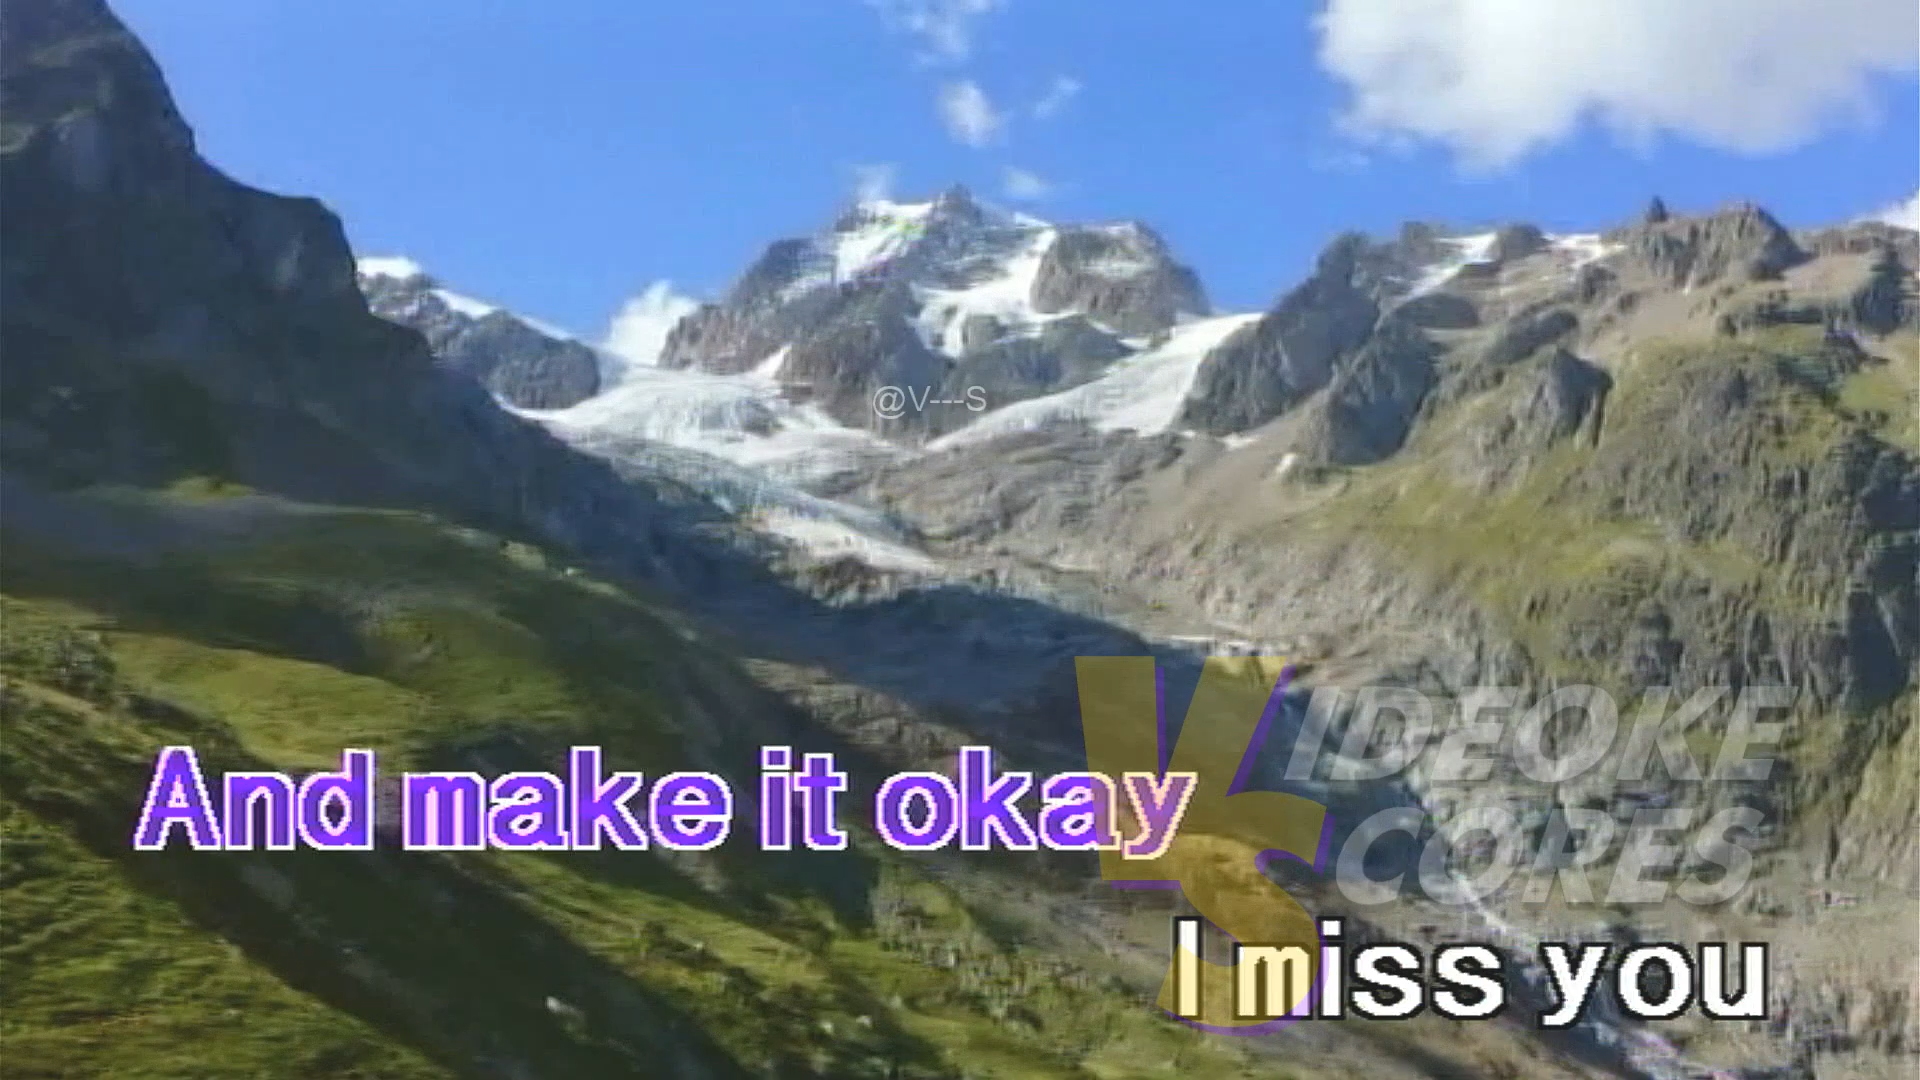 @V---S
VIDEOKE
SCORES
And make it okay
I miss you